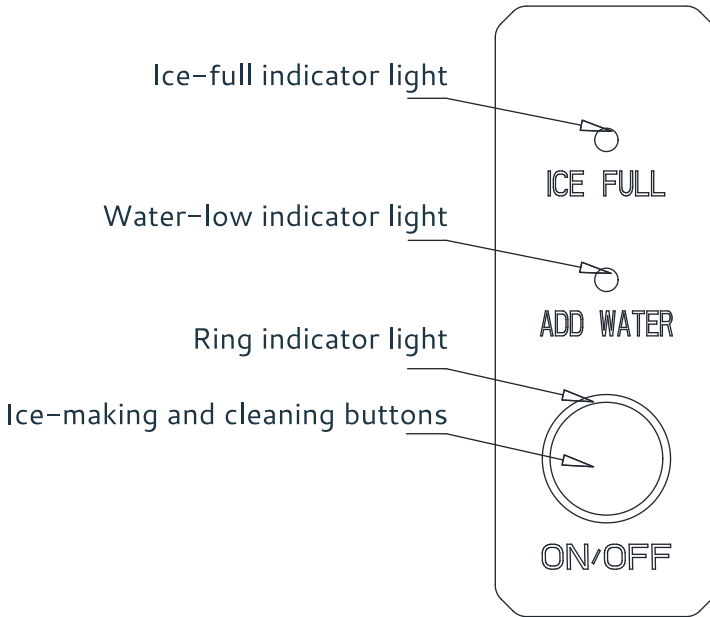 Ice-full indicator light
ICE FULL
Water-low indicator light
ADD WATER
Ring indicator light
Ice-making and cleaning buttons
ON/OFF